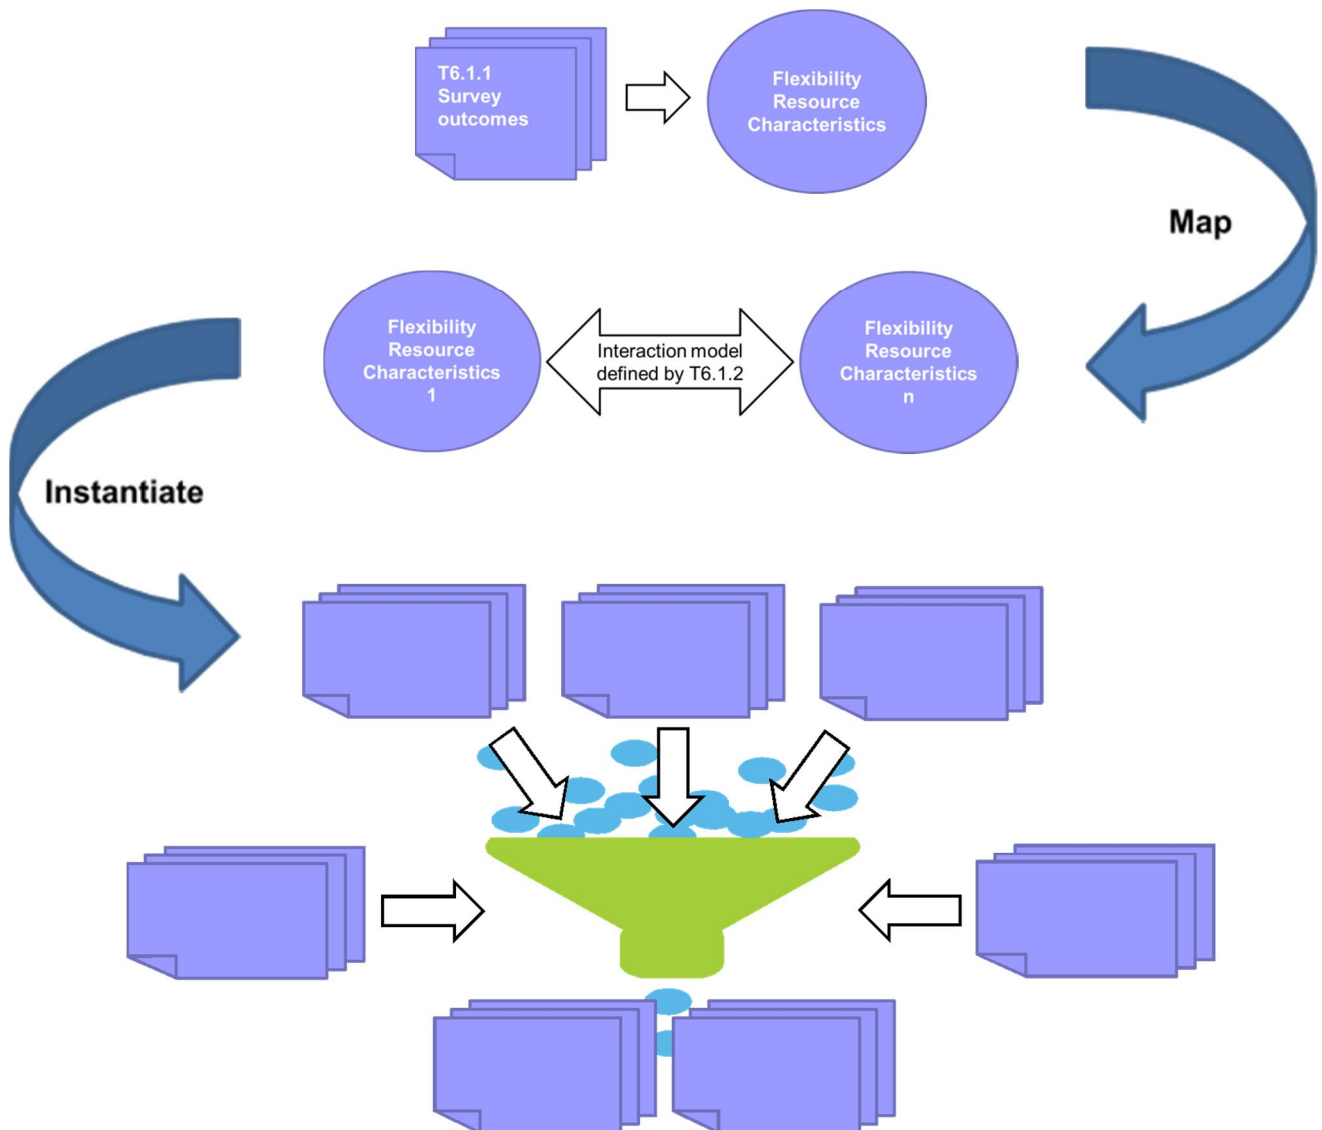 T6.1.1
Survey
outcomes
Flexibility
Resource
Characteristics
Map
Flexibility
Resource
Characteristics
1
Interaction model
defined by T6.1.2
Flexibility
Resource
Characteristics
n
Instantiate